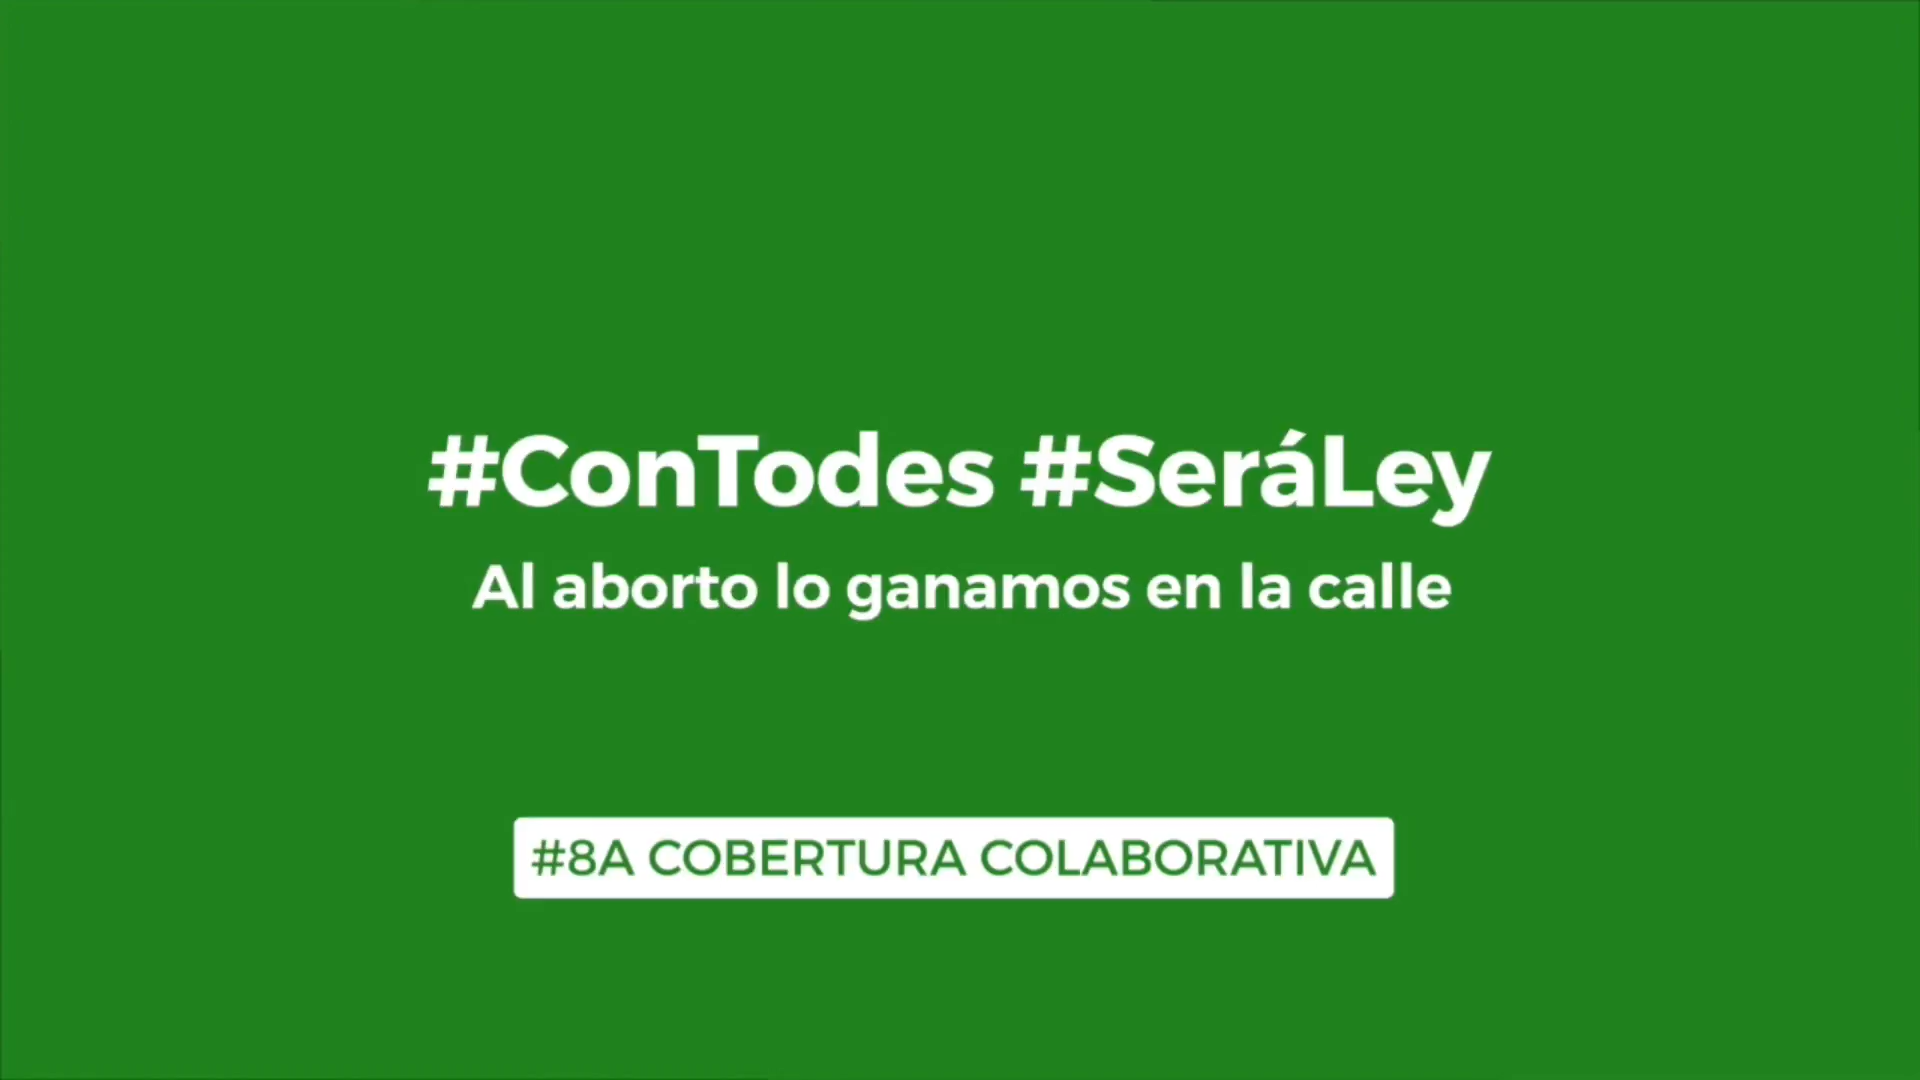 #ConTodes #SeráLey
Al aborto lo ganamos en la calle
#8A COBERTURA COLABORATIVA